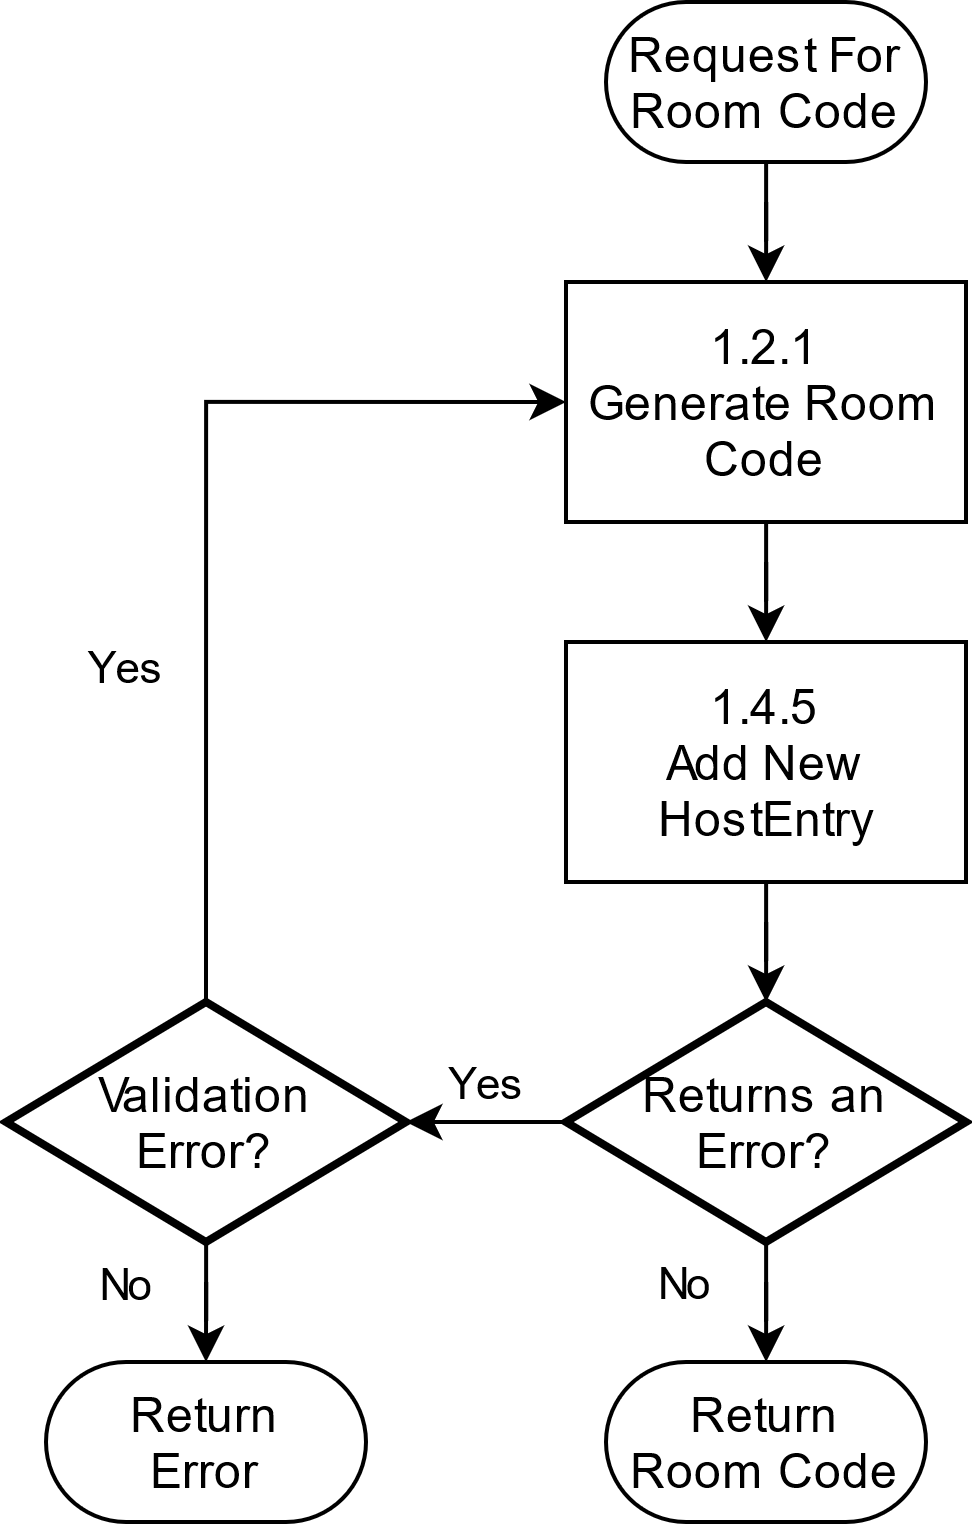 Request For
Room Code
1.2.1
Generate Room
Code
Yes
1.4.5
Add New
HostEntry
Validation
Error?
Yes
Returns an
Error?
No
No
Return
Error
Return
Room Code